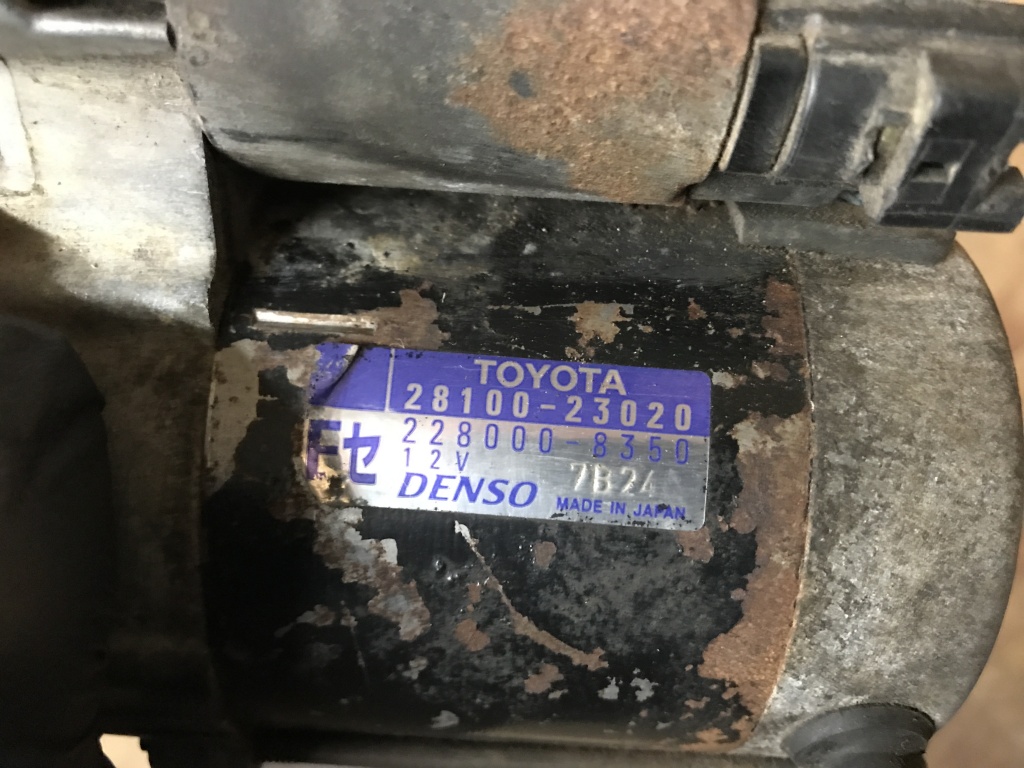 TOYOTA
28100-23020
228000-8350
12V
Fセ
7B24
DENSO
MADE IN JAPAN